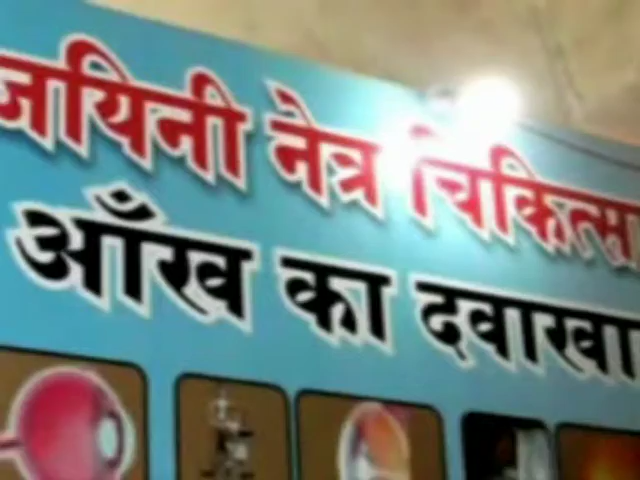 जयिनी नेत्र चिकित्स
आँख का दवाखा